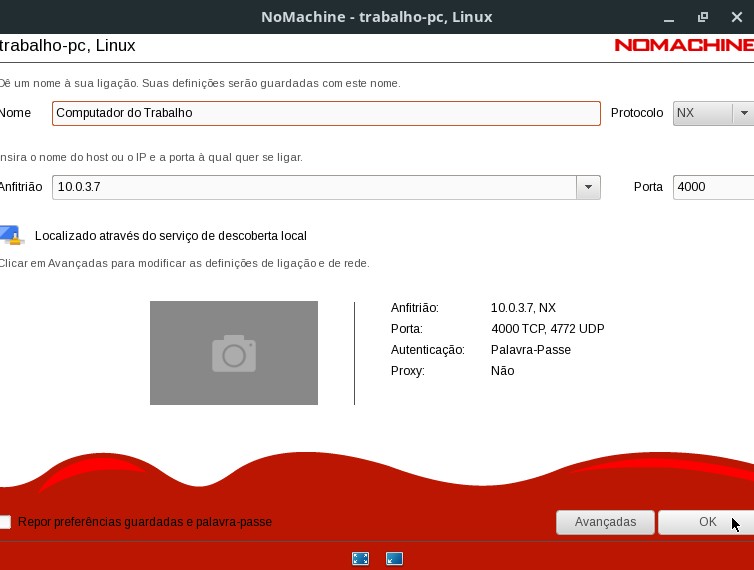 NoMachine - trabalho-pc, Linux
trabalho-pc, Linux
NOMACHINE
Dê um nome à sua ligação. Suas definições serão guardadas com este nome.
Nome Computador do Trabalho Protocolo NX
nsira o nome do host ou o IP e a porta à qual quer se ligar.
Anfitrião 10.0.3.7 Porta 4000
Localizado através do serviço de descoberta local
Clicar em Avançadas para modificar as definições de ligação e de rede.
Anfitrião: 10.0.3.7, NX
Porta: 4000 TCP, 4772 UDP
Autenticação: Palavra-Passe
Proxy: Não
Repor preferências guardadas e palavra-passe
Avançadas OK